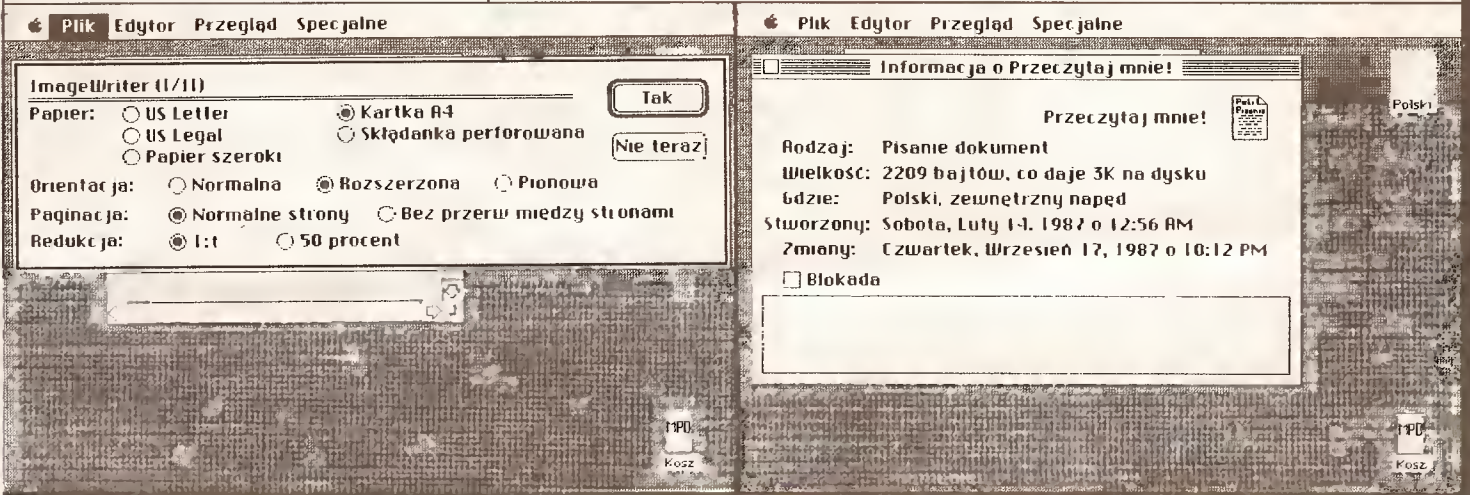 Plik Edytor Przegląd Specjalne
ImageWriter (I/II)
Tak
Papier: US Letter Kartka A4
US Legal Składanka perforowana
Nie teraz
Papier szeroki
Orientacja: Normalna Rozszerzona Pionowa
Paginacja: Normalne strony Bez przerw między stronami
Redukcja: 1:1 50 procent
MPD
Kosz
Plik Edytor Przegląd Specjalne
Informacja o Przeczytaj mnie!
Polski
Przeczytaj mnie!
Rodzaj: Pisanie dokument
Wielkość: 2209 bajtów, co daje 3K na dysku
Gdzie: Polski, zewnętrzny napęd
Stworzony: Sobota, Luty 14, 1987 o 12:56 AM
Zmiany: Czwartek, Wrzesień 17, 1987 o 10:12 PM
Blokada
MPD
Kosz